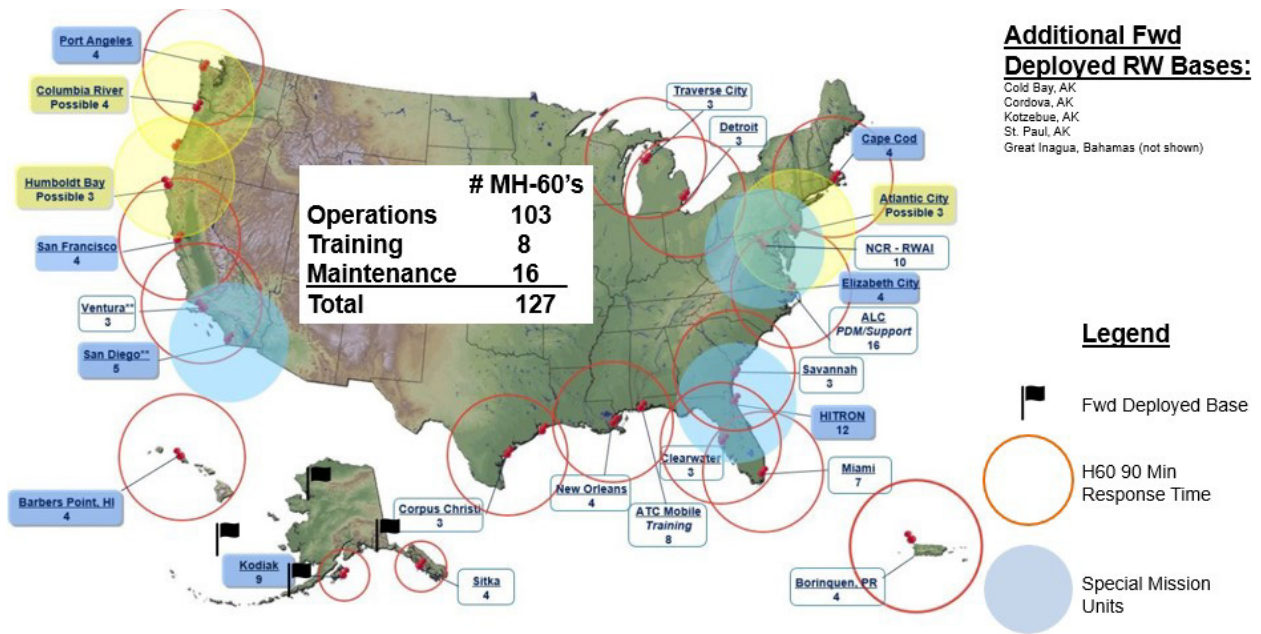 Port Angeles
4
Columbia River
Possible 4
Humboldt Bay
Possible 3
San Francisco
4
Ventura**
3
San Diego**
5
Barbers Point, HI
4
Kodiak
9
Sitka
4
Corpus Christi
3
New Orleans
4
ATC Mobile
Training
8
Clearwater
3
Miami
7
HITRON
12
Savannah
3
ALC
PDM/Support
16
Elizabeth City
4
NCR - RWAI
10
Atlantic City
Possible 3
Cape Cod
4
Detroit
3
Traverse City
3
Borinquen, PR
4
# MH-60's
Operations 103
Training 8
Maintenance 16
Total 127
Additional Fwd
Deployed RW Bases:
Cold Bay, AK
Cordova, AK
Kotzebue, AK
St. Paul, AK
Great Inagua, Bahamas (not shown)
Legend
Fwd Deployed Base
H60 90 Min
Response Time
Special Mission
Units